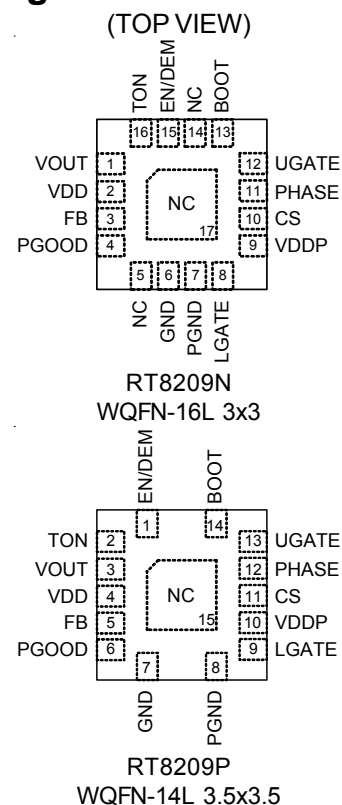 (TOP VIEW)
TON EN/DEM NC BOOT
16 15 14 13
VOUT 1 12 UGATE
VDD 2 11 PHASE
FB 3 NC 10 CS
PGOOD 4 17 9 VDDP
5 6 7 8
NC GND PGND LGATE
RT8209N
WQFN-16L 3x3
EN/DEM BOOT
1 14
TON 2 13 UGATE
VOUT 3 12 PHASE
VDD 4 NC 11 CS
FB 5 15 10 VDDP
PGOOD 6 9 LGATE
7 8
GND PGND
RT8209P
WQFN-14L 3.5x3.5